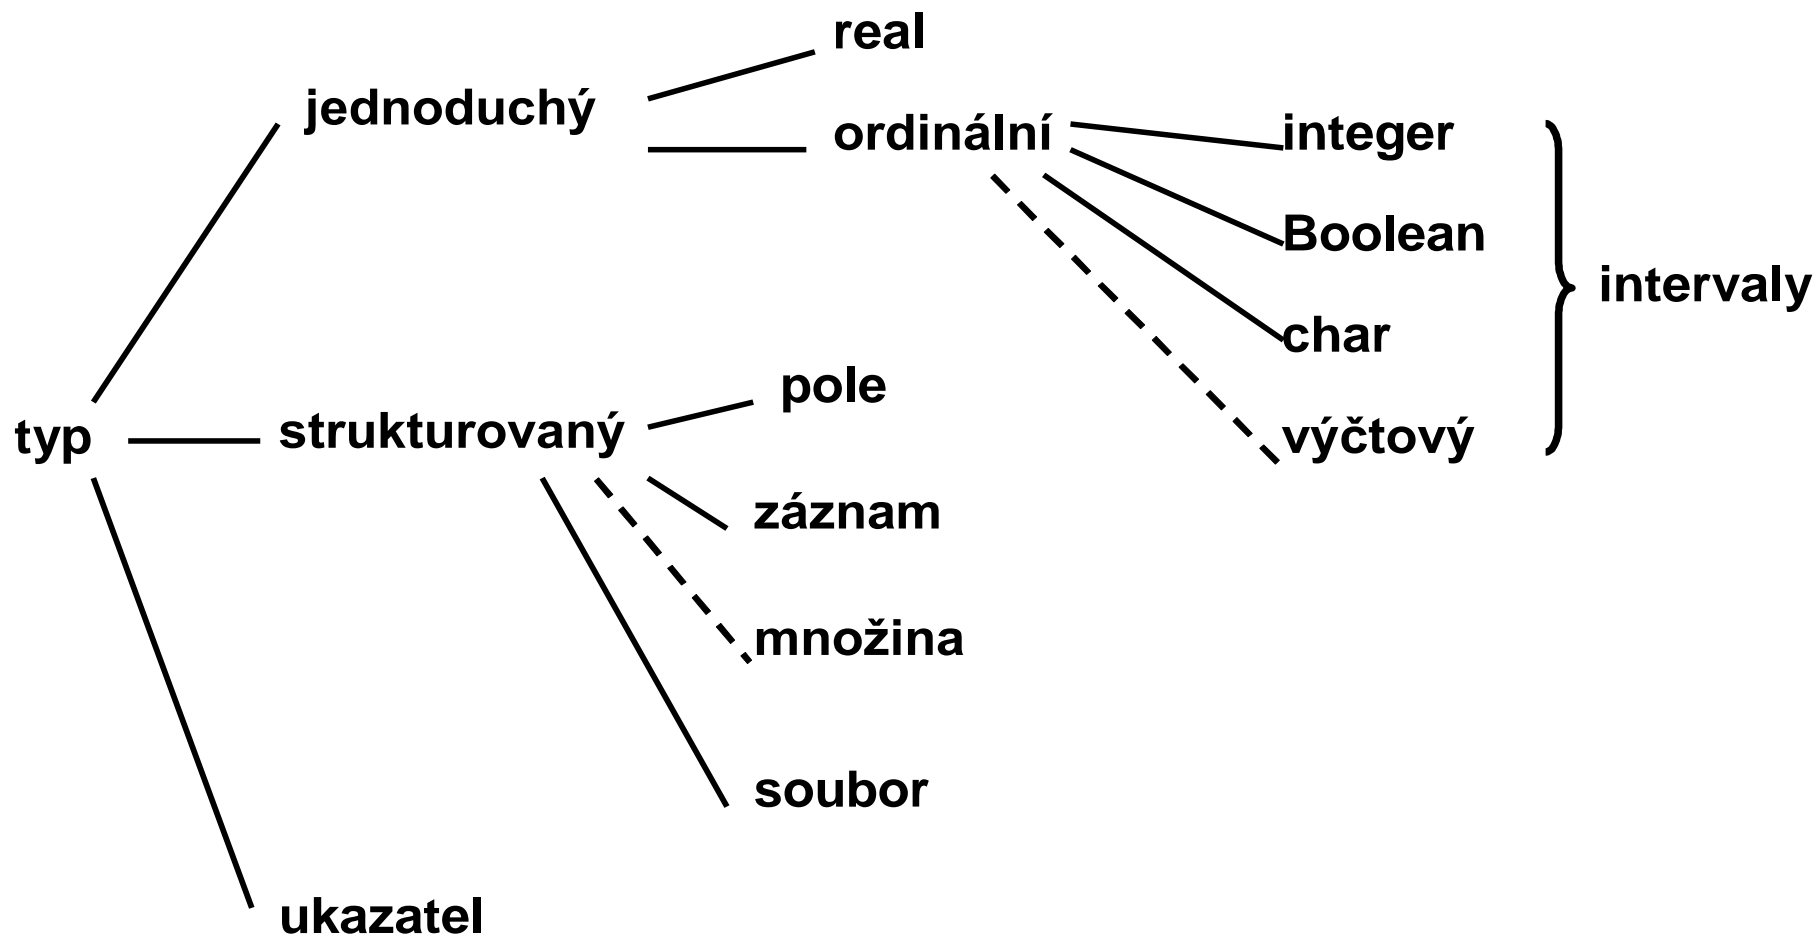 real
jednoduchý
ordinální
integer
Boolean
intervaly
char
pole
typ
strukturovaný
výčtový
záznam
množina
soubor
ukazatel